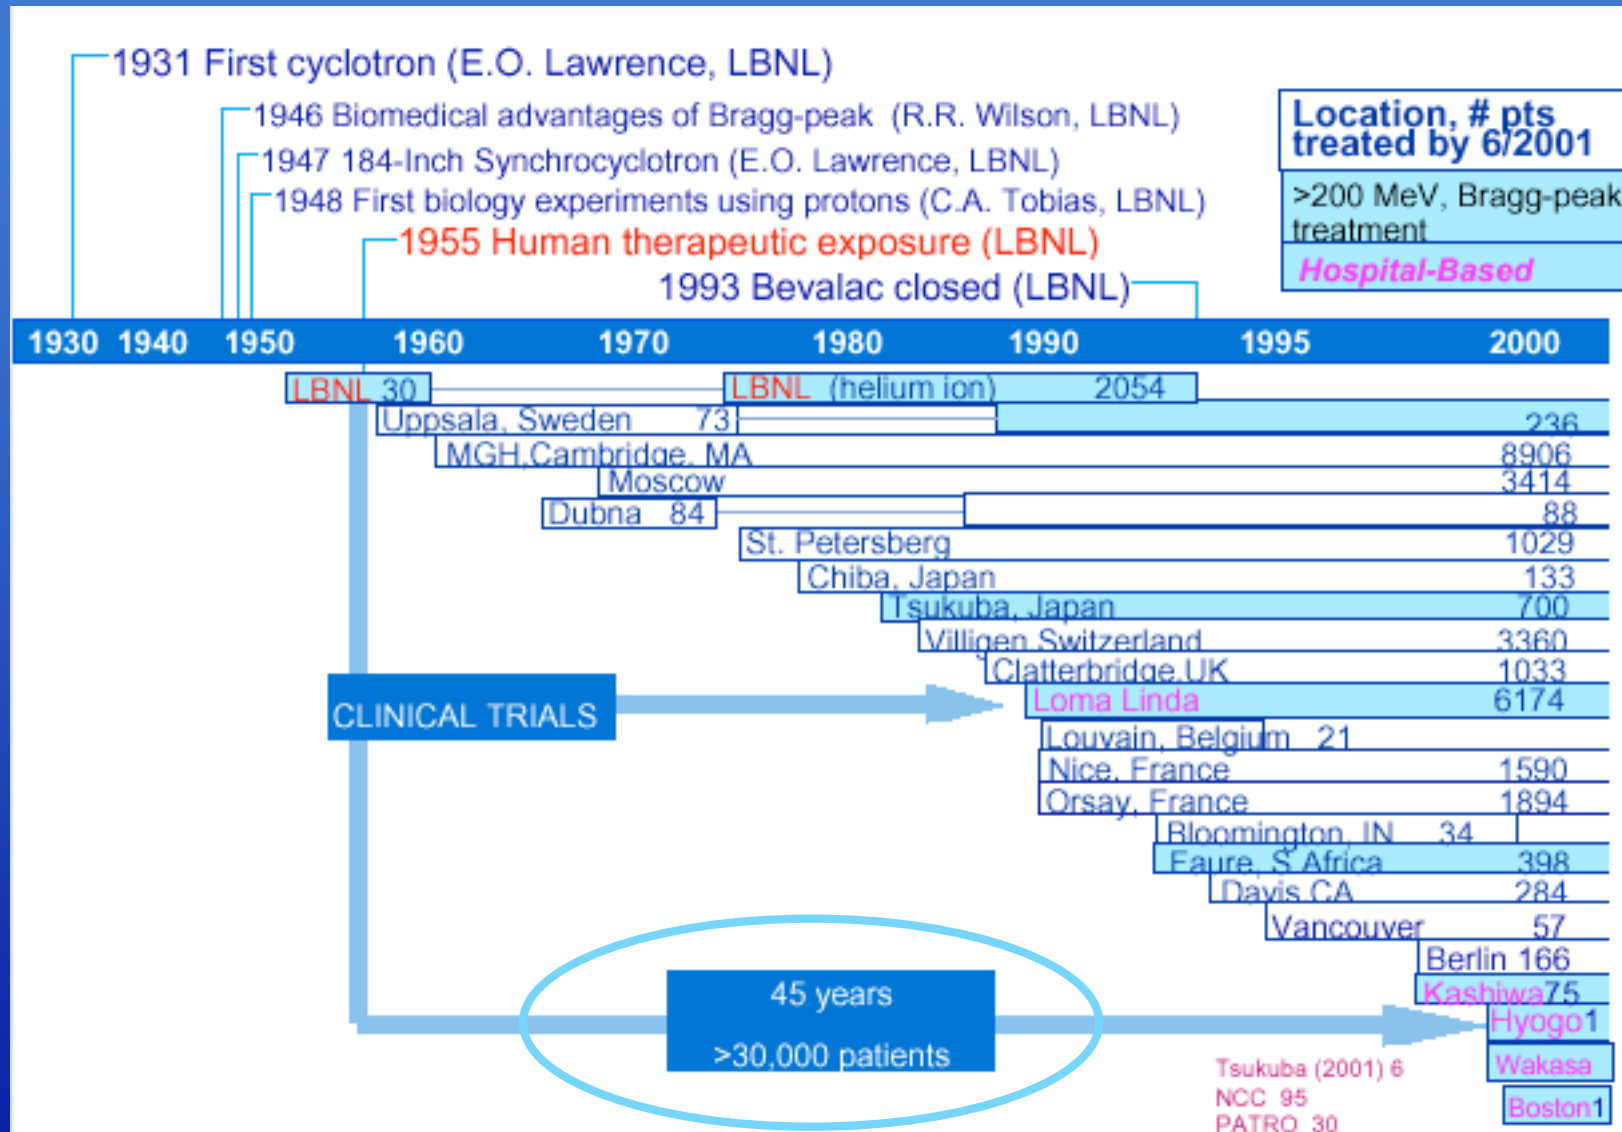 1931 First cyclotron (E.O. Lawrence, LBNL)
1946 Biomedical advantages of Bragg-peak (R.R. Wilson, LBNL)
1947 184-Inch Synchrocyclotron (E.O. Lawrence, LBNL)
1948 First biology experiments using protons (C.A. Tobias, LBNL)
1955 Human therapeutic exposure (LBNL)
1993 Bevalac closed (LBNL)
Location, # pts
treated by 6/2001
>200 MeV, Bragg-peak
treatment
Hospital-Based
1930 1940 1950 1960 1970 1980 1990 1995 2000
LBNL 30 LBNL (helium ion) 2054
Uppsala, Sweden 73 236
MGH,Cambridge, MA 8906
Moscow 3414
Dubna 84 88
St. Petersberg 1029
Chiba, Japan 133
Tsukuba, Japan 700
Villigen,Switzerland 3360
Clatterbridge,UK 1033
Loma Linda 6174
CLINICAL TRIALS
Louvain, Belgium 21
Nice, France 1590
Orsay, France 1894
Bloomington, IN 34
Faure, S Africa 398
Davis,CA 284
Vancouver 57
Berlin 166
Kashiwa75
45 years
>30,000 patients
Hyogo1
Wakasa
Boston1
Tsukuba (2001) 6
NCC 95
PATRO 30